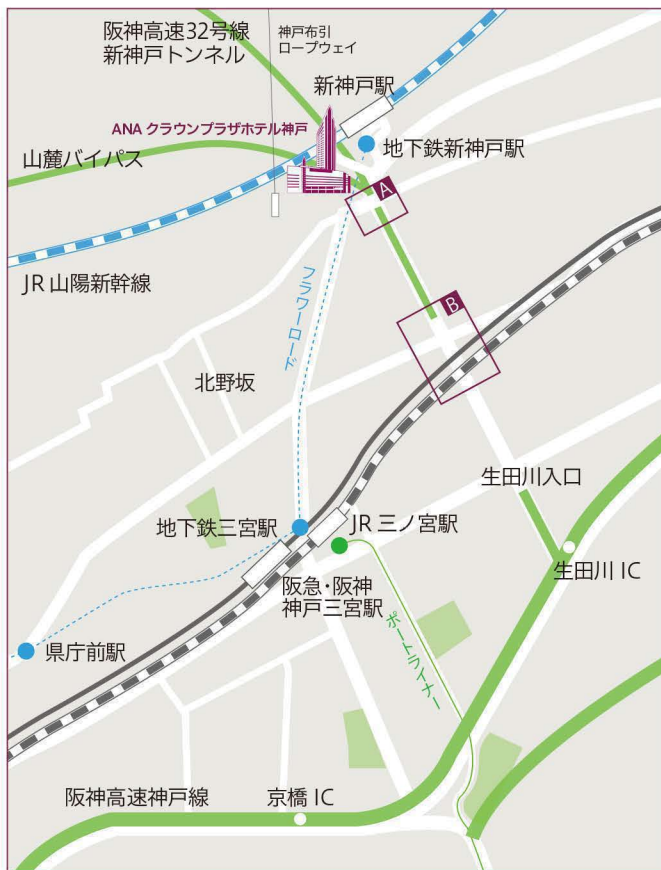 阪神高速32号線
新神戸トンネル
神戸布引
ロープウェイ
新神戸駅
ANA クラウンプラザホテル神戸
地下鉄新神戸駅
山麓バイパス
A
JR 山陽新幹線
フラワーロード
B
北野坂
生田川入口
地下鉄三宮駅
JR 三ノ宮駅
生田川 IC
阪急・阪神
神戸三宮駅
ポートライナー
県庁前駅
阪神高速神戸線
京橋 IC